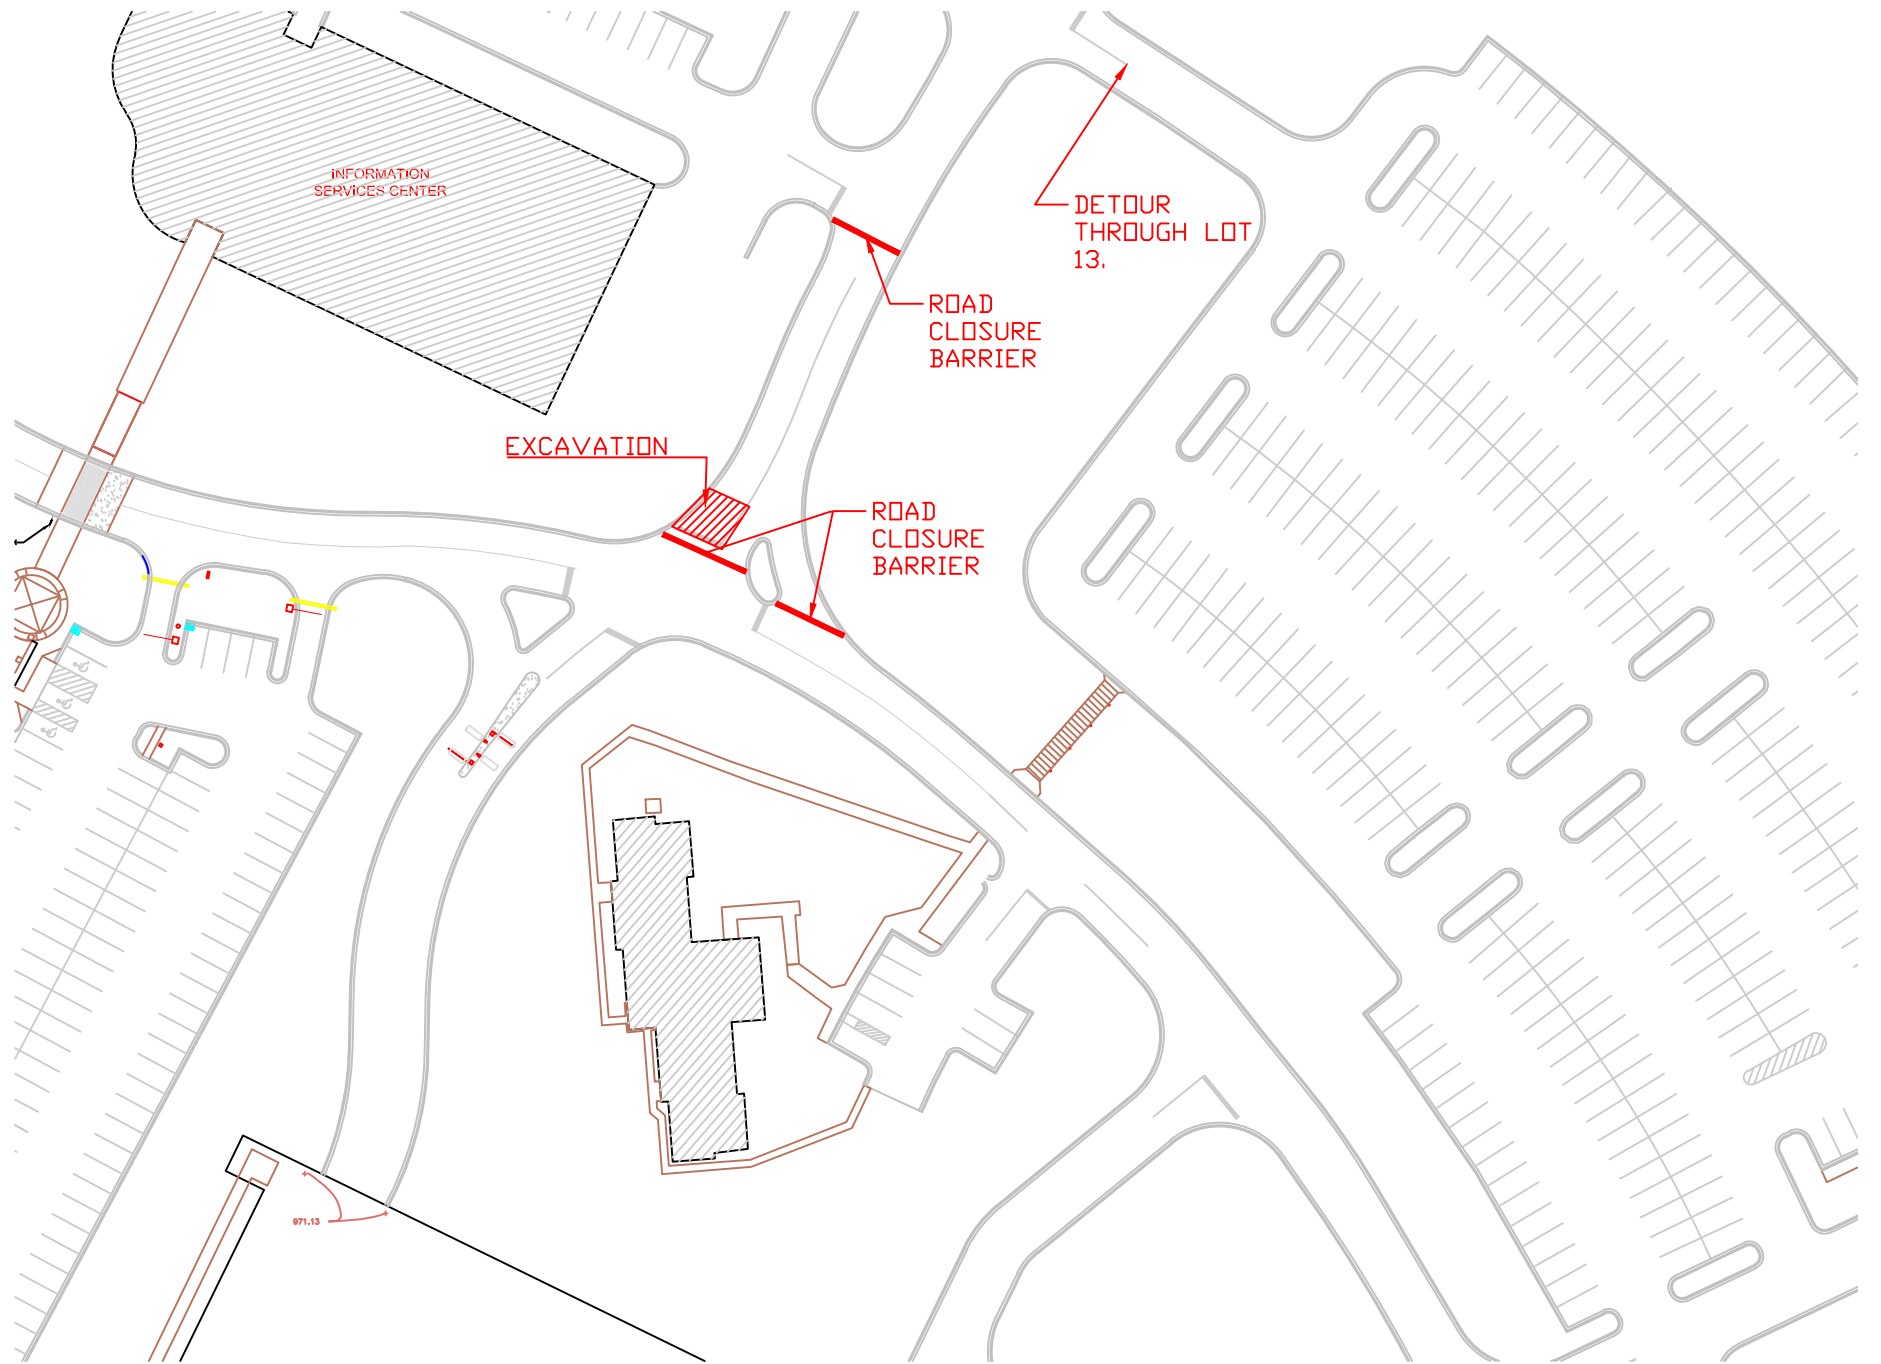 INFORMATION
SERVICES CENTER
DETOUR
THROUGH LOT
13.
ROAD
CLOSURE
BARRIER
EXCAVATION
ROAD
CLOSURE
BARRIER
971.13